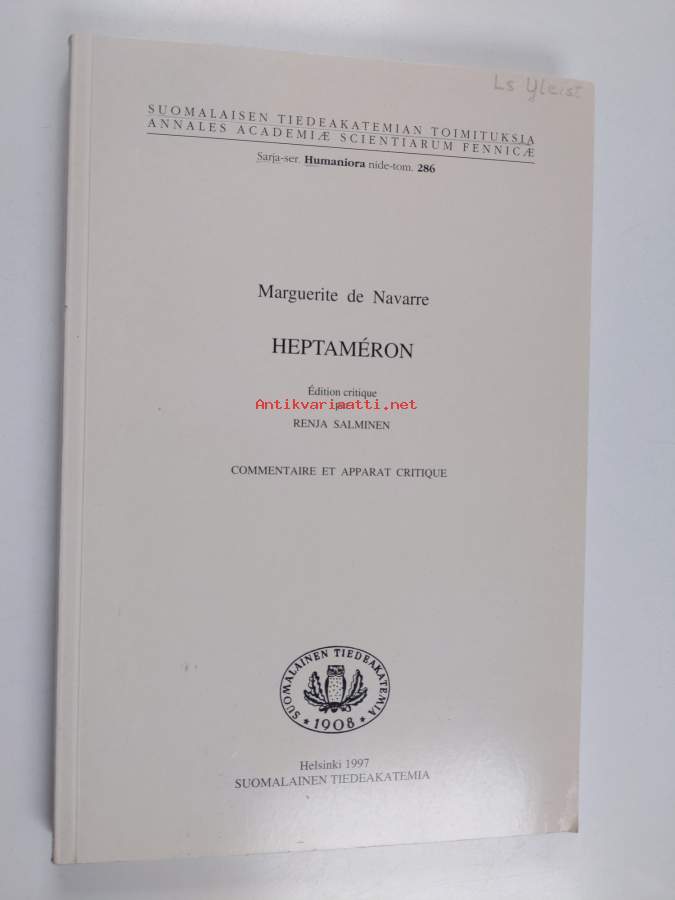 Ls Yleist
SUOMALAISEN TIEDEAKATEMIAN TOIMITUKSIA
ANNALES ACADEMIÆ SCIENTIARUM FENNICÆ
Sarja-ser. Humaniora nide-tom. 286
Marguerite de Navarre
HEPTAMÉRON
Édition critique
Antikvariaatti.net
RENJA SALMINEN
COMMENTAIRE ET APPARAT CRITIQUE
SUOMALAINEN TIEDEAKATEMIA
★ 1908 ★
Helsinki 1997
SUOMALAINEN TIEDEAKATEMIA